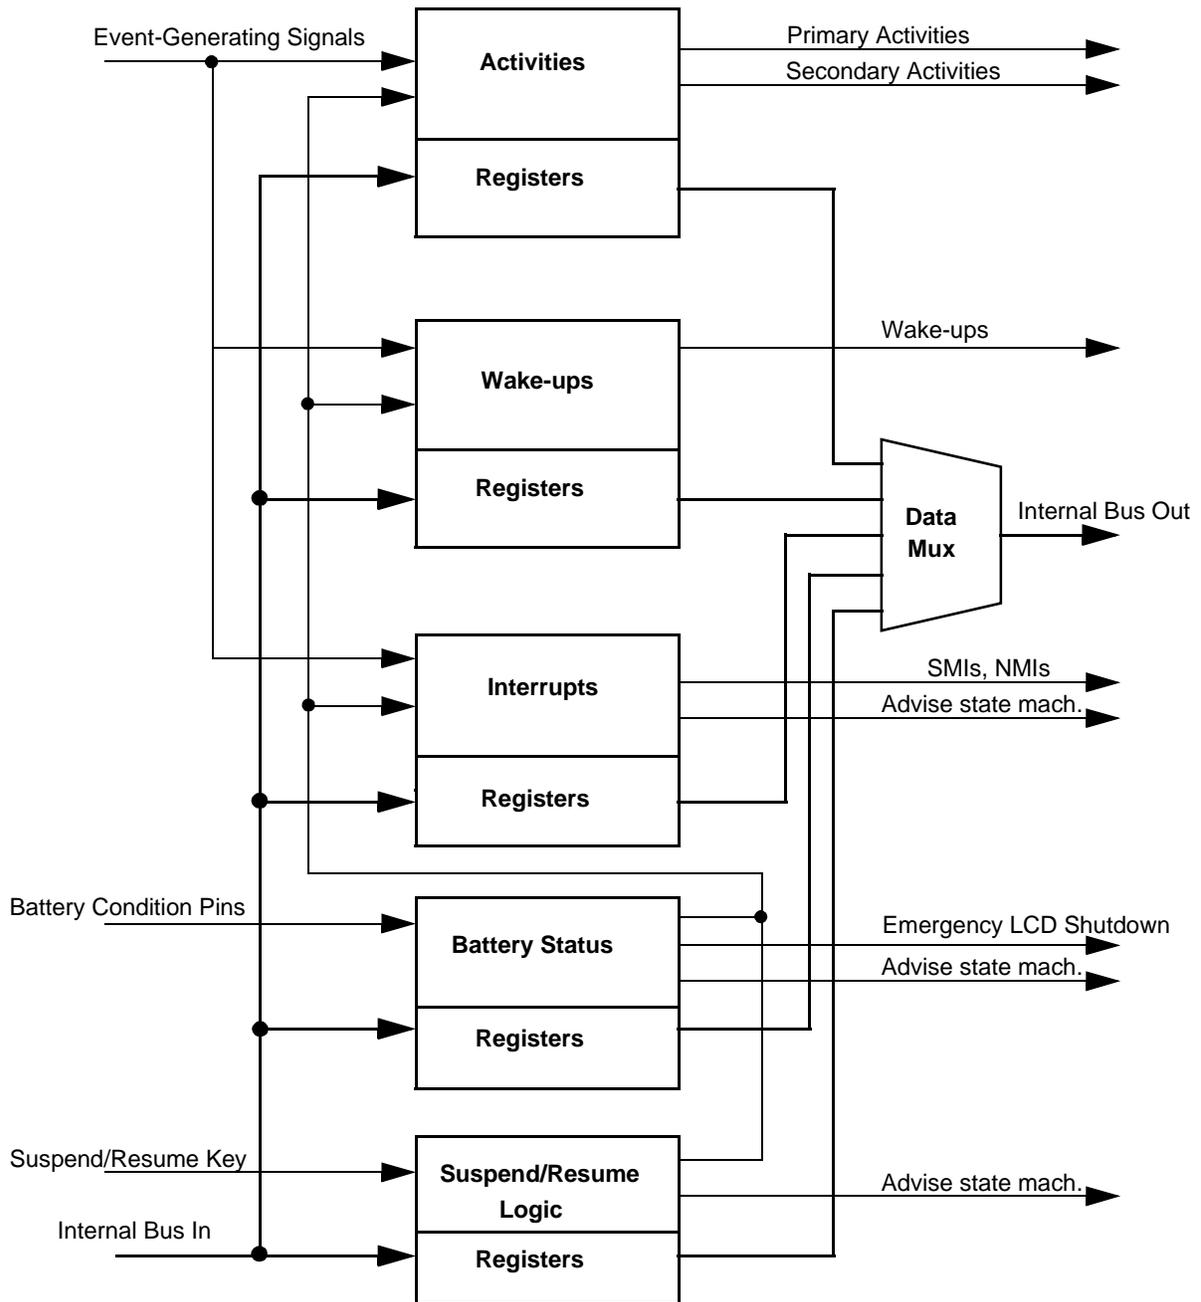 Event-Generating Signals
Activities
Primary Activities
Secondary Activities
Registers
Wake-ups
Wake-ups
Registers
Data
Mux
Internal Bus Out
Interrupts
SMIs, NMIs
Advise state mach.
Registers
Battery Condition Pins
Battery Status
Emergency LCD Shutdown
Advise state mach.
Registers
Suspend/Resume Key
Suspend/Resume
Logic
Advise state mach.
Internal Bus In
Registers